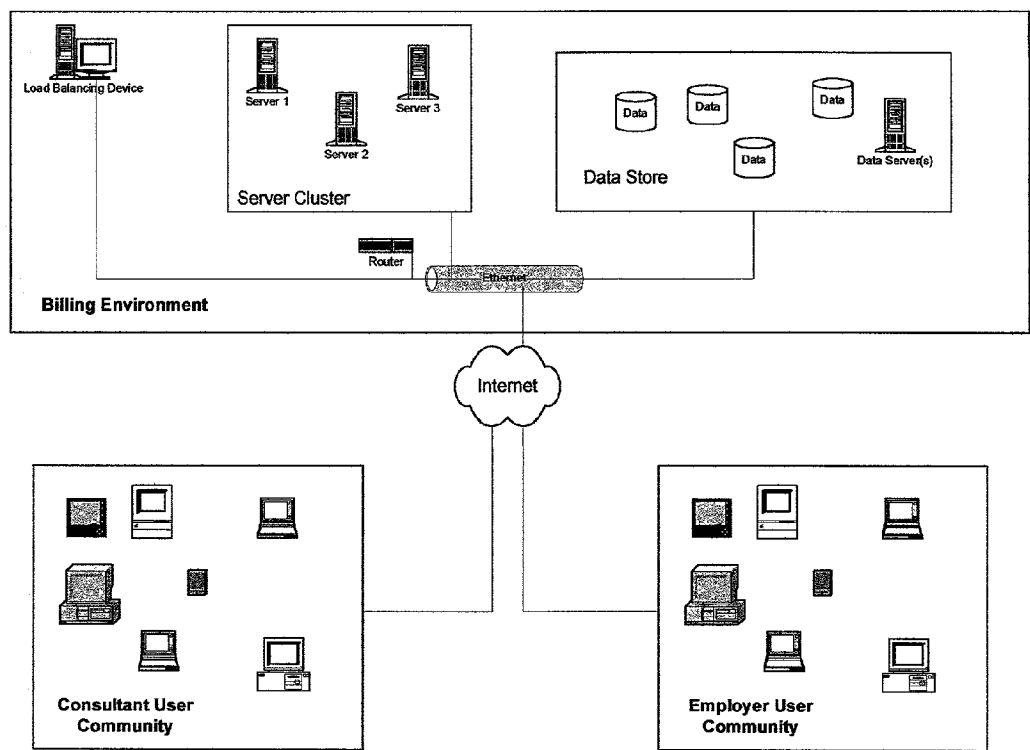 Load Balancing Device
Server 1
Server 2
Server 3
Server Cluster
Data
Data
Data
Data
Data Server(s)
Data Store
Router
Ethernet
Billing Environment
Internet
Consultant User
Community
Employer User
Community